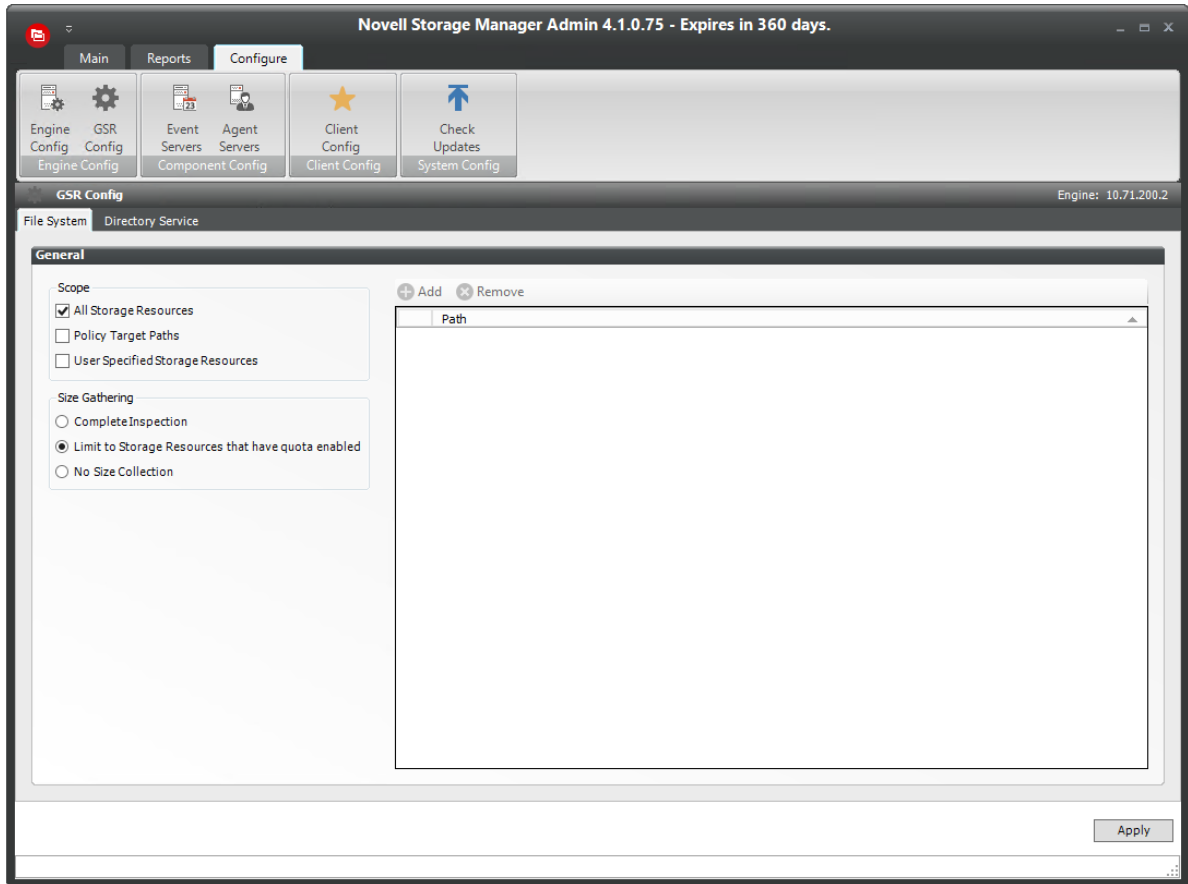 Novell Storage Manager Admin 4.1.0.75 - Expires in 360 days.
Main Reports Configure
Engine Config GSR Config Event Servers Agent Servers Client Config Check Updates
Engine Config Component Config Client Config System Config
GSR Config Engine: 10.71.200.2
File System Directory Service
General
Scope
All Storage Resources
Policy Target Paths
User Specified Storage Resources
Size Gathering
Complete Inspection
Limit to Storage Resources that have quota enabled
No Size Collection
Add Remove
Path
Apply